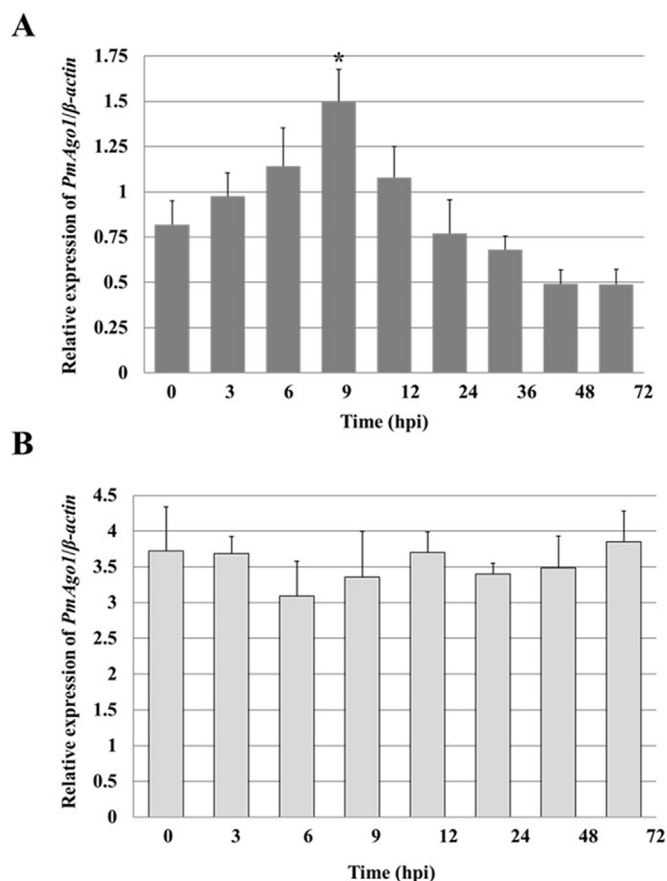 A
Relative expression of PmAgo1/β-actin
1.75
1.5
1.25
1
0.75
0.5
0.25
0
*
0 3 6 9 12 24 36 48 72
Time (hpi)
B
Relative expression of PmAgo1/β-actin
4.5
4
3.5
3
2.5
2
1.5
1
0.5
0
0 3 6 9 12 24 48 72
Time (hpi)